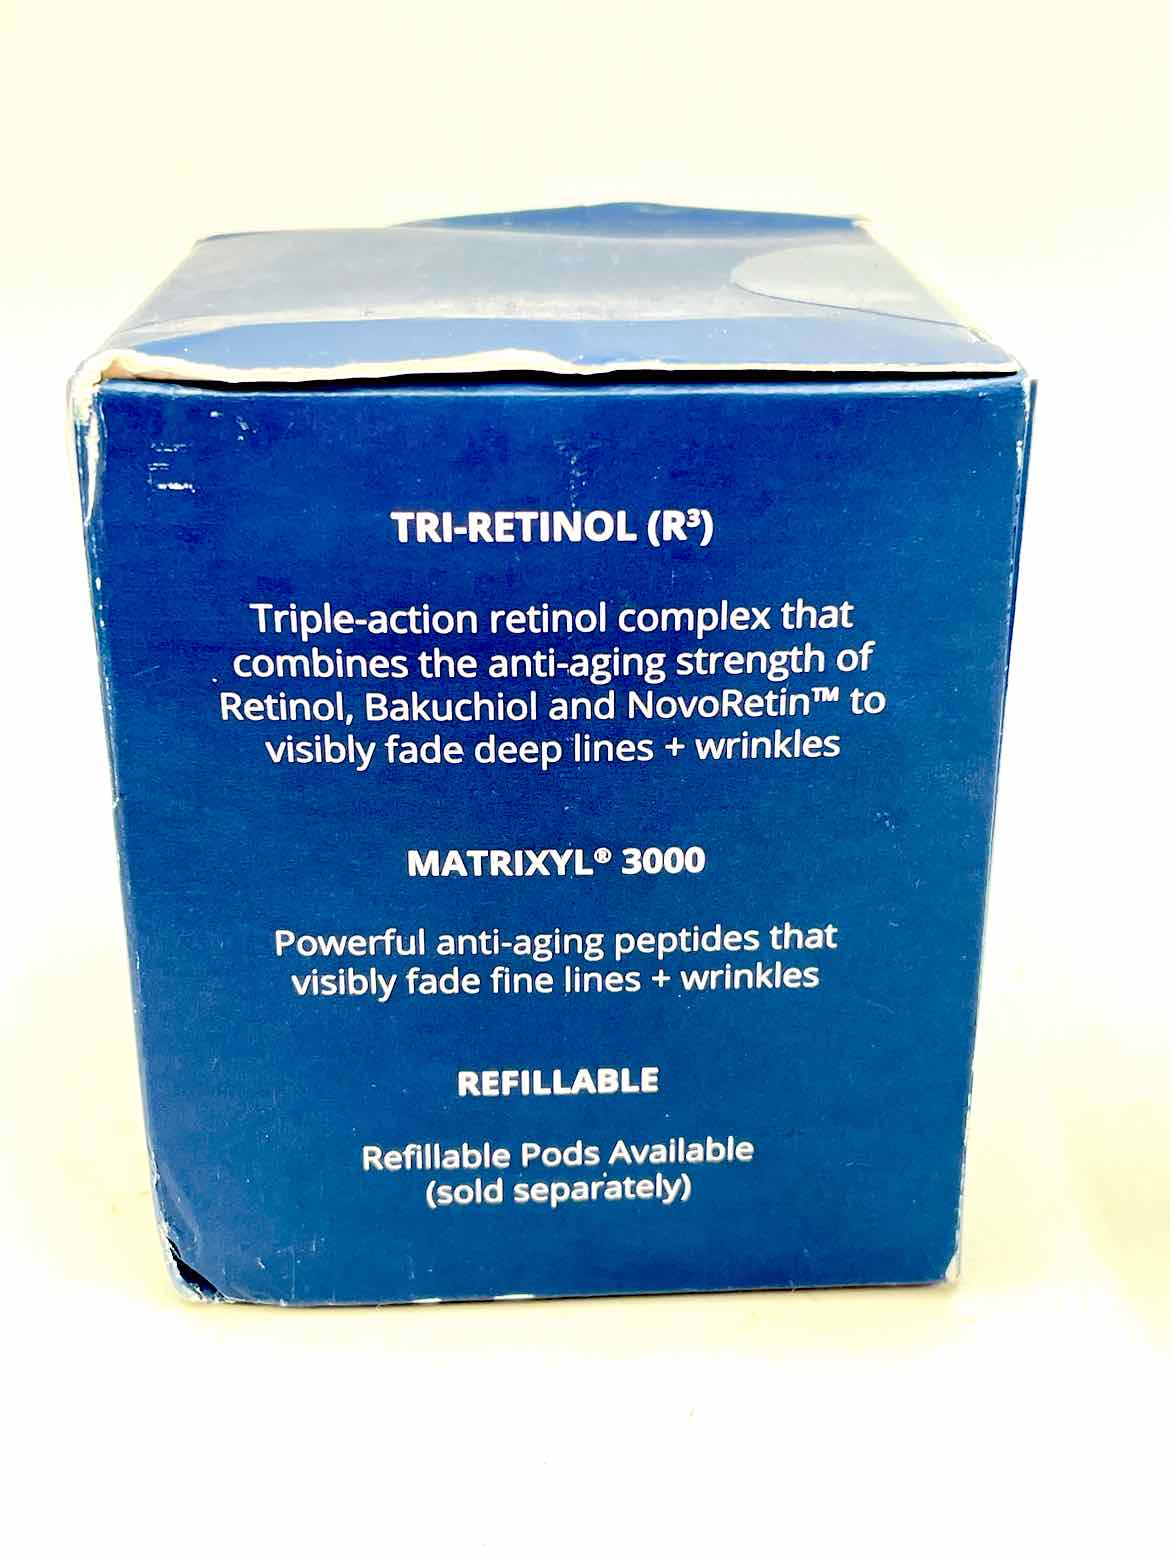 TRI-RETINOL (R³)
Triple-action retinol complex that
combines the anti-aging strength of
Retinol, Bakuchiol and NovoRetin™ to
visibly fade deep lines + wrinkles
MATRIXYL® 3000
Powerful anti-aging peptides that
visibly fade fine lines + wrinkles
REFILLABLE
Refillable Pods Available
(sold separately)